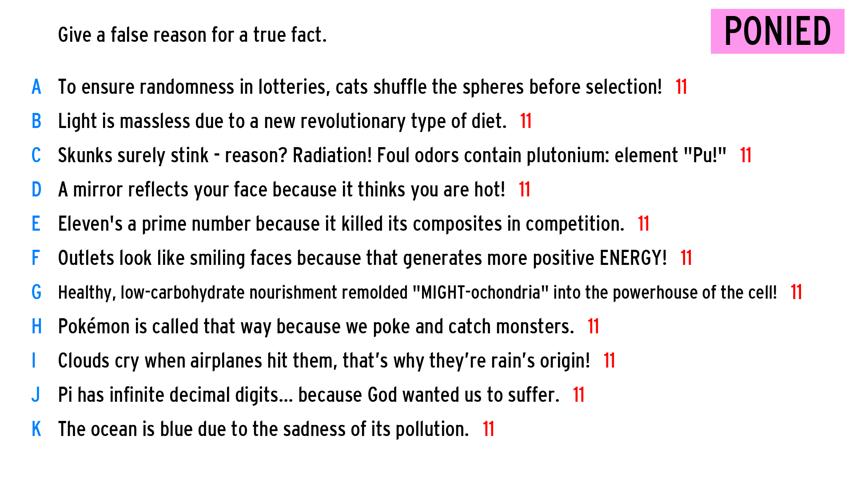 Give a false reason for a true fact.
PONIED
A To ensure randomness in lotteries, cats shuffle the spheres before selection! 11
B Light is massless due to a new revolutionary type of diet. 11
C Skunks surely stink - reason? Radiation! Foul odors contain plutonium: element "Pu!" 11
D A mirror reflects your face because it thinks you are hot! 11
E Eleven's a prime number because it killed its composites in competition. 11
F Outlets look like smiling faces because that generates more positive ENERGY! 11
G Healthy, low-carbohydrate nourishment remolded "MIGHT-ochondria" into the powerhouse of the cell! 11
H Pokémon is called that way because we poke and catch monsters. 11
I Clouds cry when airplanes hit them, that’s why they’re rain’s origin! 11
J Pi has infinite decimal digits... because God wanted us to suffer. 11
K The ocean is blue due to the sadness of its pollution. 11